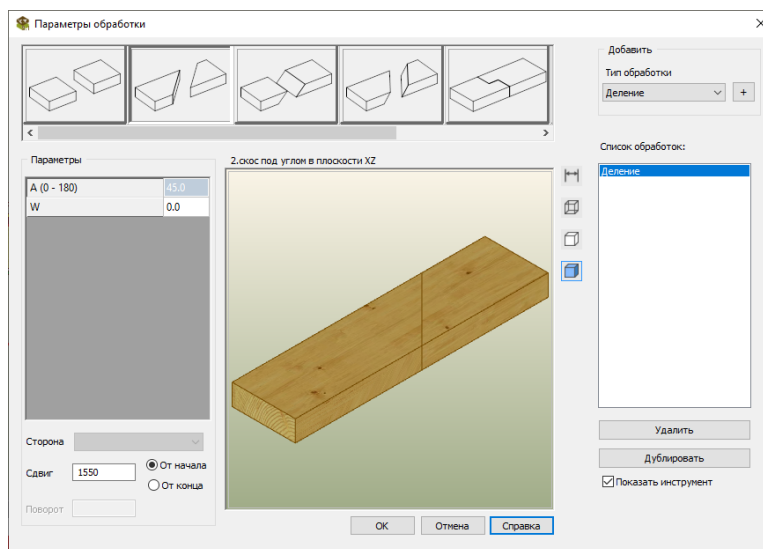 Параметры обработки
Добавить
Тип обработки
Деление
+
Параметры
A (0 - 180) 45.0
W 0.0
2.скос под углом в плоскости XZ
Список обработок:
Деление
Сторона
Сдвиг 1550
От начала
От конца
Поворот
Удалить
Дублировать
Показать инструмент
OK Отмена Справка